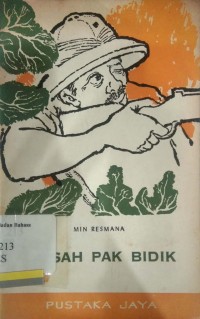 MIN RESMANA
SAH PAK BIDIK
213
S
PUSTAKA JAYA